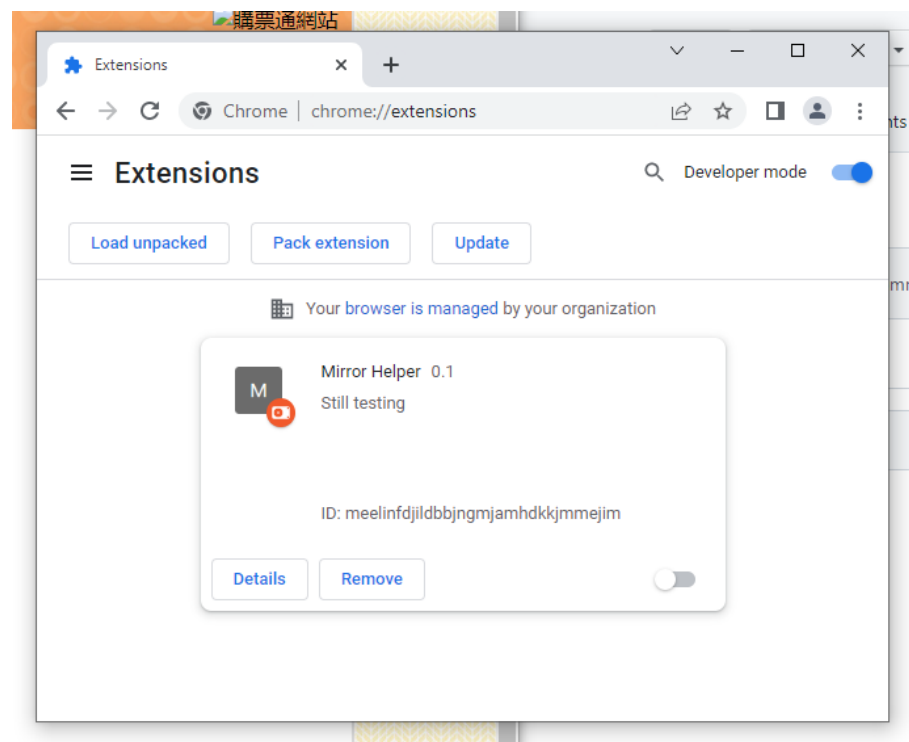 購票通網站
Extensions
Chrome | chrome://extensions
Extensions
Developer mode
Load unpacked
Pack extension
Update
Your browser is managed by your organization
M
Mirror Helper 0.1
Still testing
ID: meelinfdjildbbjngmjamhdkkjmmejim
Details
Remove